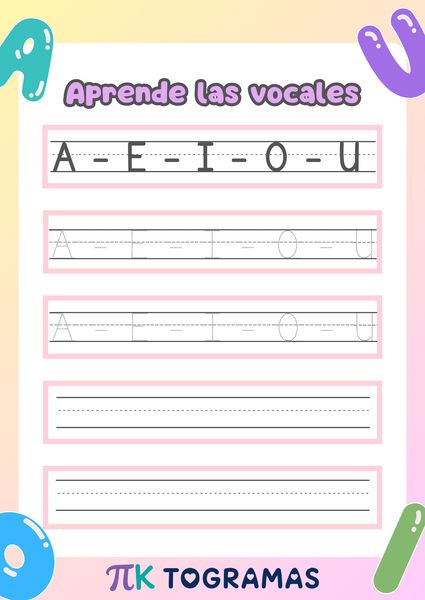 A
U
Aprende las vocales
A - E - I - O - U
A - E - I - O - U
A - E - I - O - U
O
I
πK TOGRAMAS